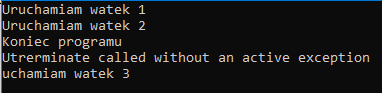 Uruchamiam watek 1
Uruchamiam watek 2
Koniec programu
Utrerminate called without an active exception
uchamiam watek 3